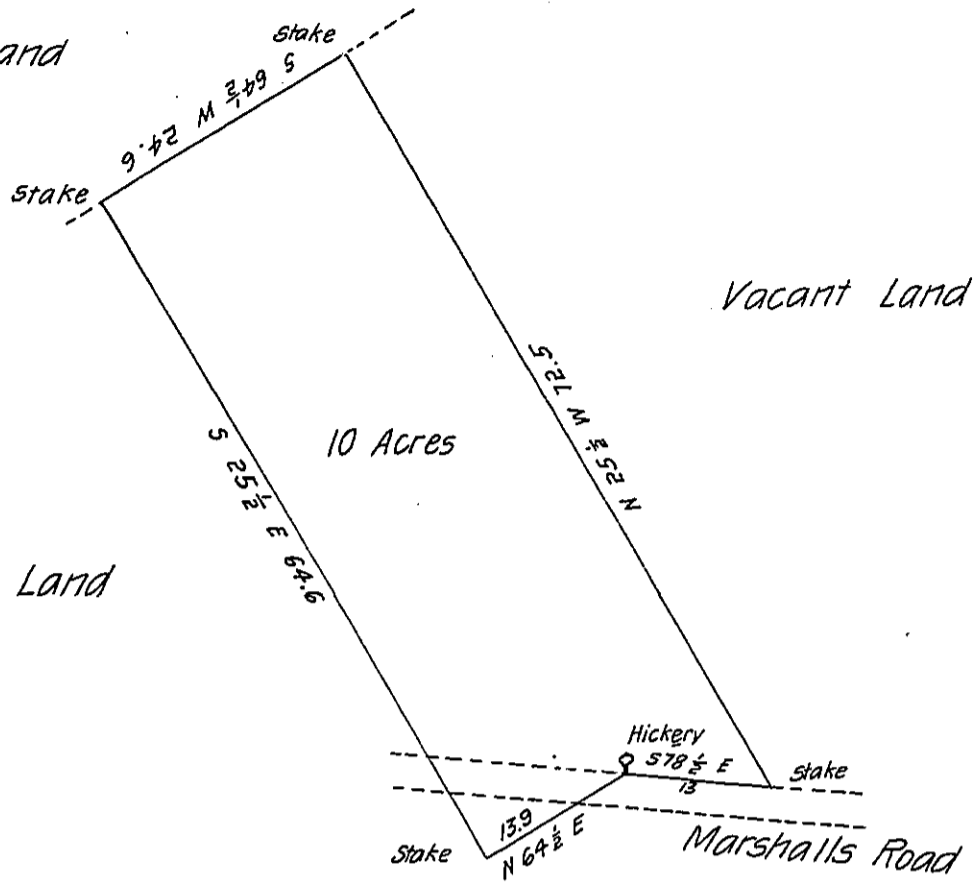 and
Stake
S 64½ W 24.6
Stake
Vacant Land
N 25½ W 72.5
10 Acres
S 25½ E 64.6
Land
Hickery
S78½ E
13
Stake
13.9
N 64½ E
Stake
Marshalls Road